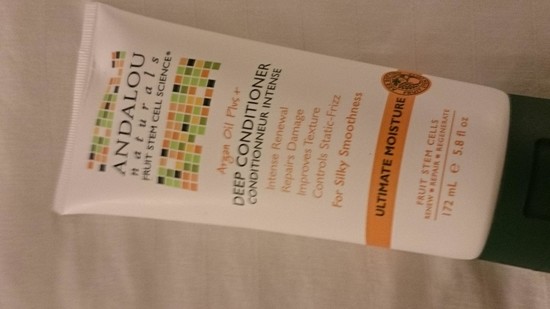 ANDALOU
naturals
FRUIT STEM CELL SCIENCE®
Argan Oil Plus+
DEEP CONDITIONER
CONDITIONNEUR INTENSE
Intense Renewal
Repairs Damage
Improves Texture
Controls Static-Frizz
For Silky Smoothness
ULTIMATE MOISTURE
FRUIT STEM CELLS
RENEW • REPAIR • REGENERATE
172 mL e 5.8 fl oz